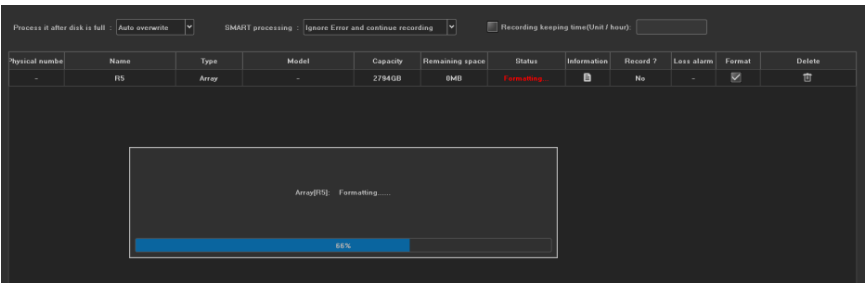 Process it after disk is full : Auto overwrite SMART processing : Ignore Error and continue recording Recording keeping time(Unit / hour):
Physical numbe Name Type Model Capacity Remaining space Status Information Record ? Loss alarm Format Delete
- R5 Array - 2794GB 0MB Formatting... No -
Array[R5]: Formatting......
66%